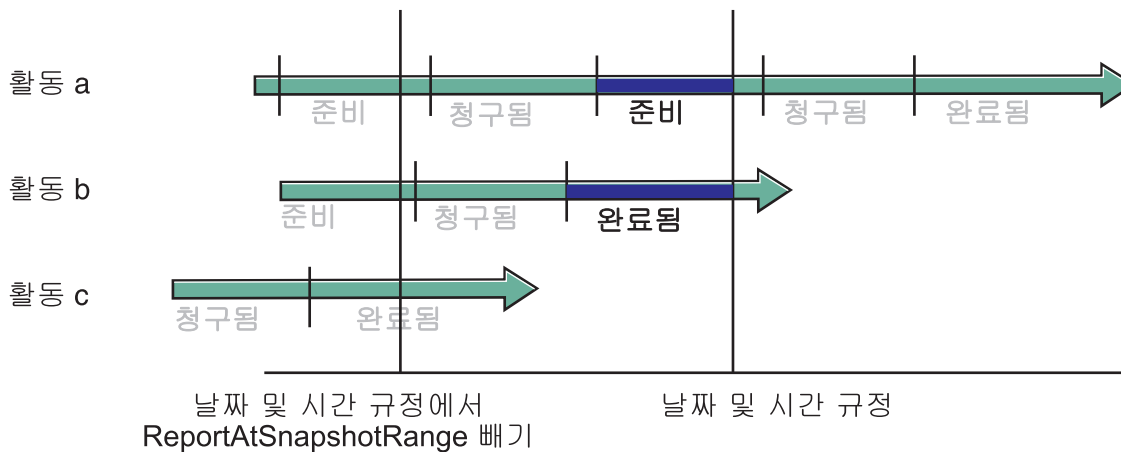 활동 a
준비 청구됨 준비 청구됨 완료됨
활동 b
준비 청구됨 완료됨
활동 c
청구됨 완료됨
날짜 및 시간 규정에서
ReportAtSnapshotRange 빼기
날짜 및 시간 규정